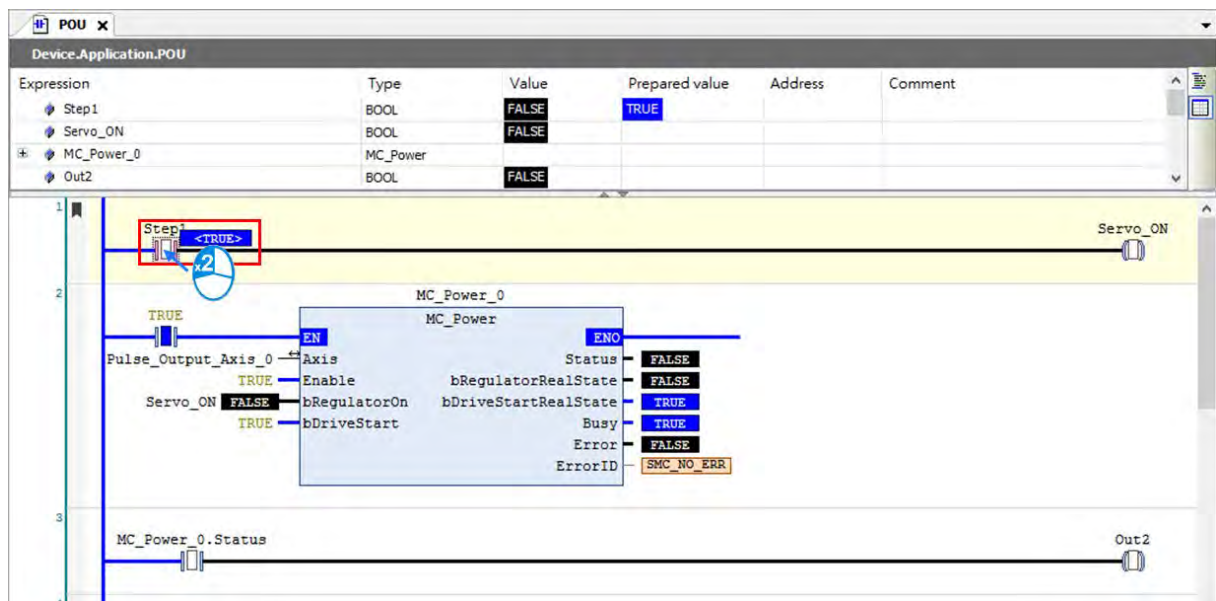 POU
Device.Application.POU
Expression Type Value Prepared value Address Comment
Step1 BOOL FALSE TRUE
Servo_ON BOOL FALSE
MC_Power_0 MC_Power
Out2 BOOL FALSE
1
Step1 Servo_ON
<TRUE>
x2
2
MC_Power_0
TRUE MC_Power
EN ENO
Pulse_Output_Axis_0 Axis Status FALSE
TRUE Enable bRegulatorRealState FALSE
Servo_ON FALSE bRegulatorOn bDriveStartRealState TRUE
TRUE bDriveStart Busy TRUE
Error FALSE
ErrorID SMC_NO_ERR
3
MC_Power_0.Status Out2